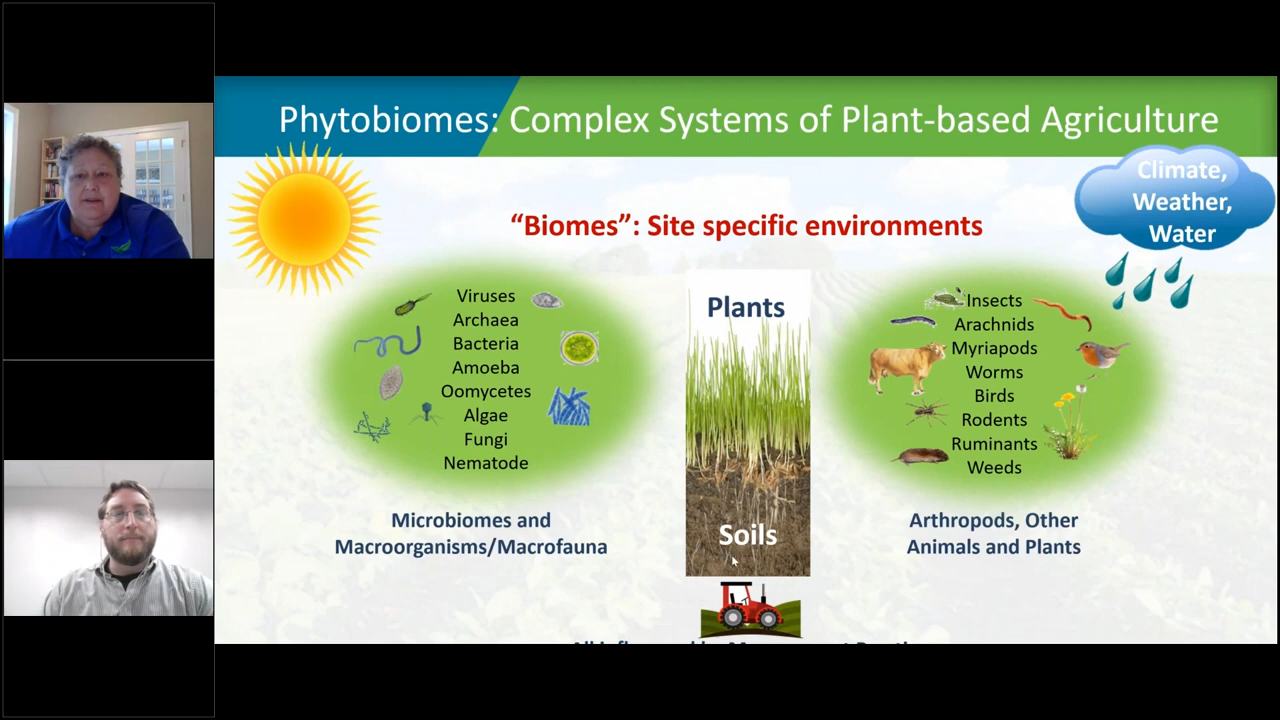 Phytobiomes: Complex Systems of Plant-based Agriculture
Climate,
Weather,
Water
“Biomes”: Site specific environments
Viruses
Archaea
Bacteria
Amoeba
Oomycetes
Algae
Fungi
Nematode
Microbiomes and
Macroorganisms/Macrofauna
Plants
Soils
Insects
Arachnids
Myriapods
Worms
Birds
Rodents
Ruminants
Weeds
Arthropods, Other
Animals and Plants